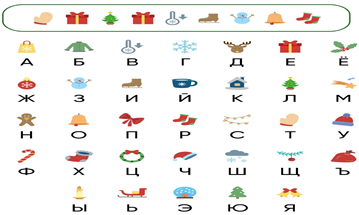 А Б В Г Д Е Ё
Ж З И Й К Л М
Н О П Р С Т У
Ф Х Ц Ч Ш Щ Ъ
Ы Ь Э Ю Я